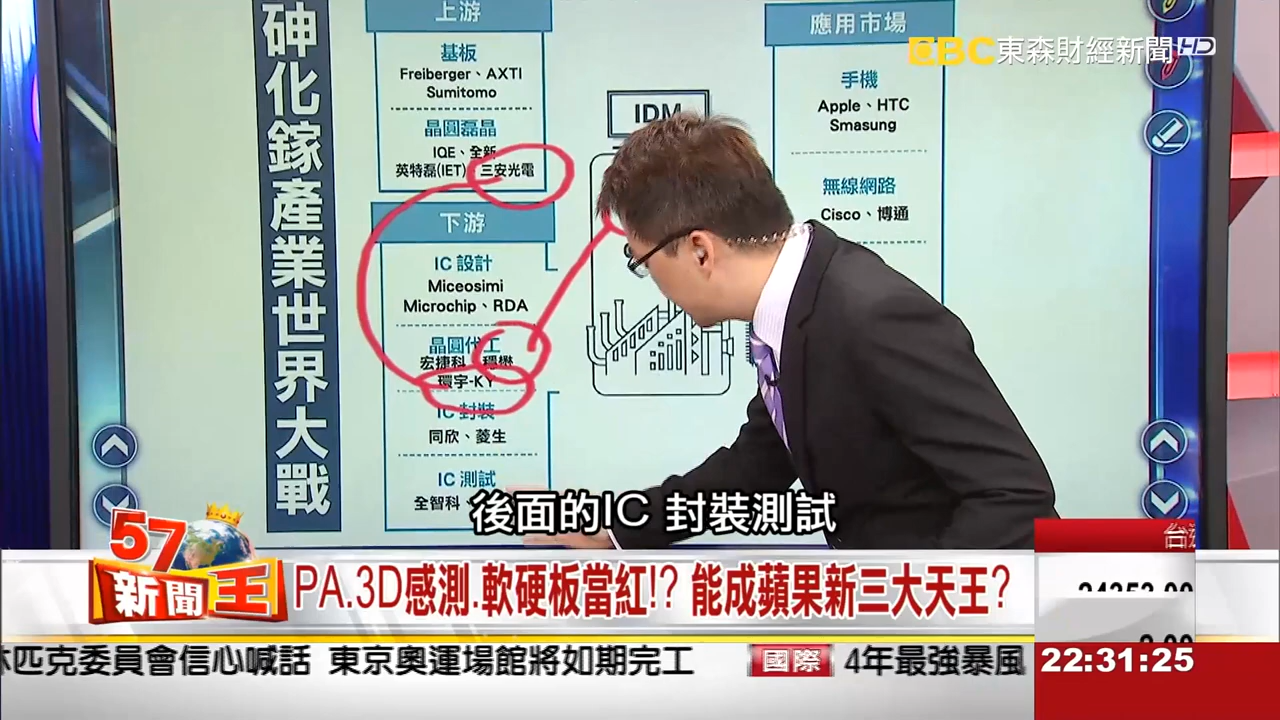 砷化鎵產業世界大戰
上游
基板
Freiberger、AXTI
Sumitomo
晶圓磊晶
IQE、全新
英特磊(IET)、三安光電
下游
IC 設計
Miceosimi
Microchip、RDA
晶圓代工
宏捷科、穩懋
環宇-KY
IC 封裝
同欣、菱生
IC 測試
全智科
IDM
應用市場
手機
Apple、HTC
Smasung
無線網路
Cisco、博通
EBC 東森財經新聞 HD
後面的IC 封裝測試
57新聞王
PA.3D感測.軟硬板當紅!? 能成蘋果新三大天王?
林匹克委員會信心喊話 東京奧運場館將如期完工
國際
4年最強暴風
22:31:25